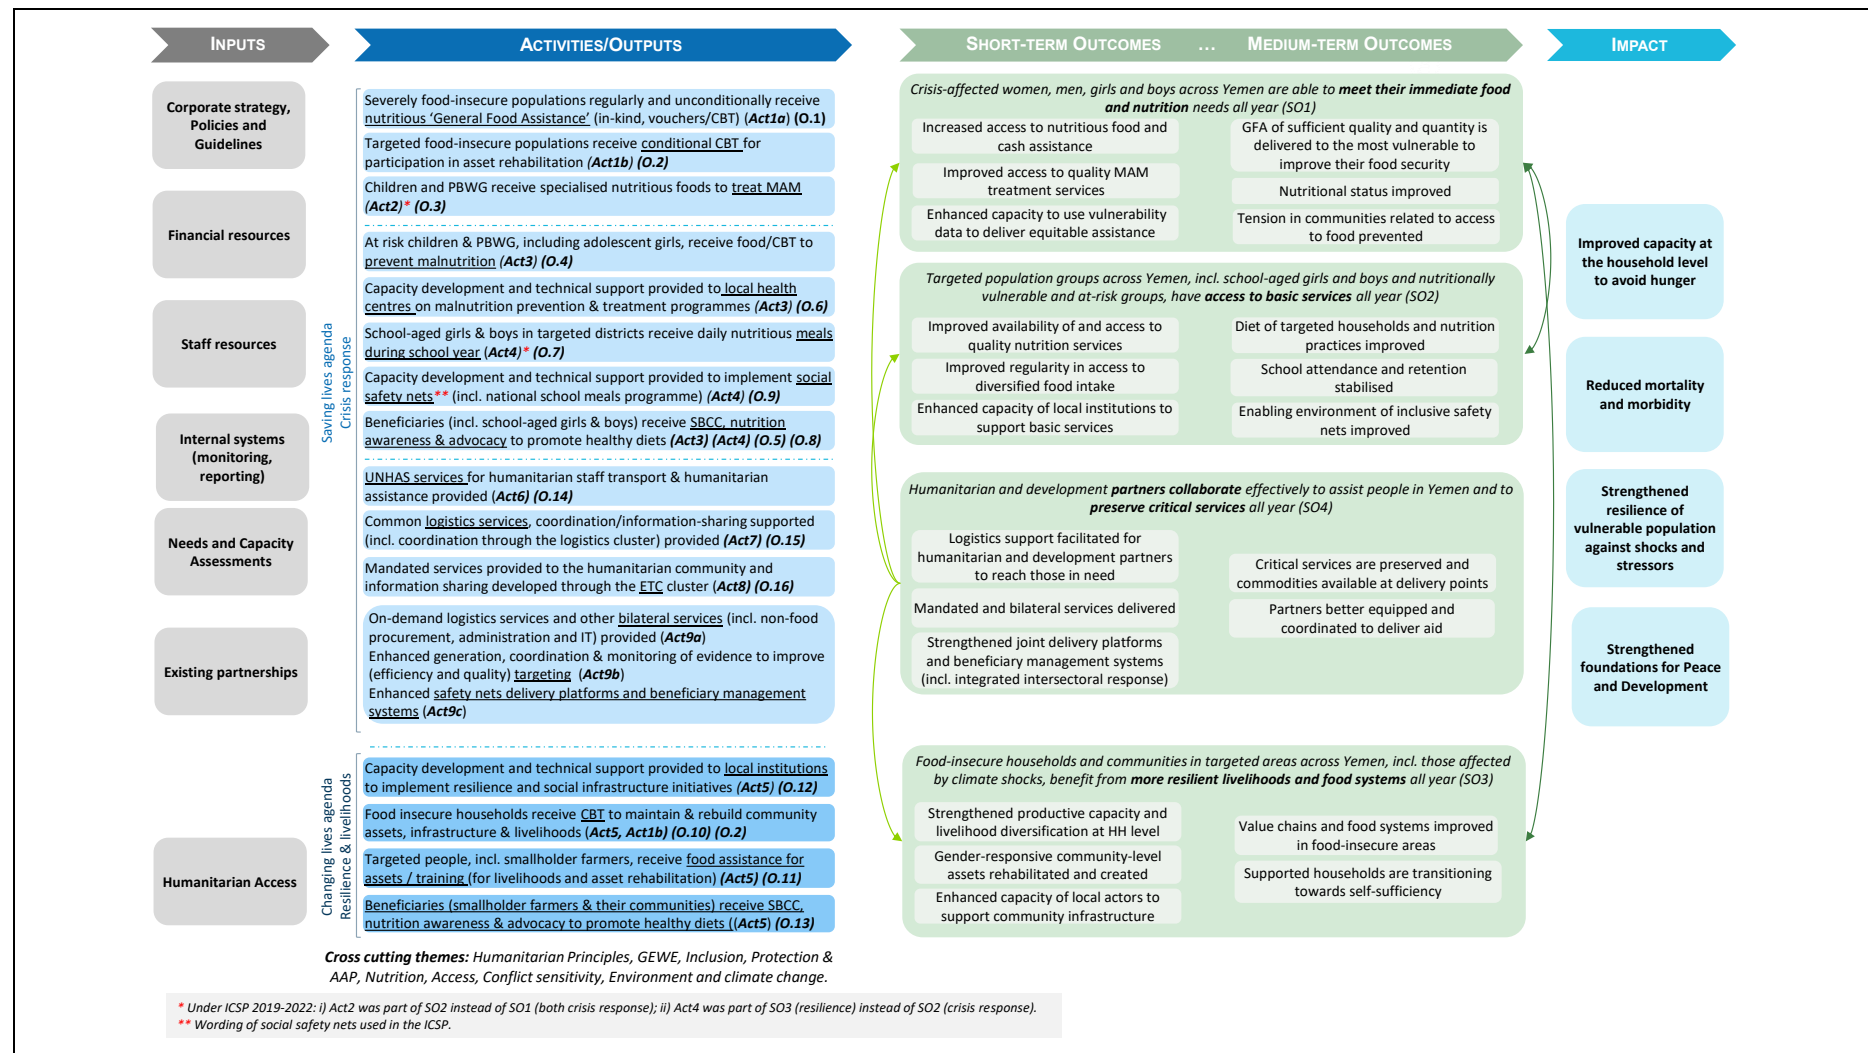 INPUTS
ACTIVITIES/OUTPUTS
SHORT-TERM OUTCOMES … MEDIUM-TERM OUTCOMES
IMPACT
Corporate strategy,
Policies and
Guidelines
Financial resources
Staff resources
Internal systems
(monitoring,
reporting)
Needs and Capacity
Assessments
Existing partnerships
Humanitarian Access
Saving lives agenda
Crisis response
Changing lives agenda
Resilience & livelihoods
Severely food-insecure populations regularly and unconditionally receive
nutritious ‘General Food Assistance’ (in-kind, vouchers/CBT) (Act1a) (O.1)
Targeted food-insecure populations receive conditional CBT for
participation in asset rehabilitation (Act1b) (O.2)
Children and PBWG receive specialised nutritious foods to treat MAM
(Act2)* (O.3)
At risk children & PBWG, including adolescent girls, receive food/CBT to
prevent malnutrition (Act3) (O.4)
Capacity development and technical support provided to local health
centres on malnutrition prevention & treatment programmes (Act3) (O.6)
School-aged girls & boys in targeted districts receive daily nutritious meals
during school year (Act4)* (O.7)
Capacity development and technical support provided to implement social
safety nets** (incl. national school meals programme) (Act4) (O.9)
Beneficiaries (incl. school-aged girls & boys) receive SBCC, nutrition
awareness & advocacy to promote healthy diets (Act3) (Act4) (O.5) (O.8)
UNHAS services for humanitarian staff transport & humanitarian
assistance provided (Act6) (O.14)
Common logistics services, coordination/information-sharing supported
(incl. coordination through the logistics cluster) provided (Act7) (O.15)
Mandated services provided to the humanitarian community and
information sharing developed through the ETC cluster (Act8) (O.16)
On-demand logistics services and other bilateral services (incl. non-food
procurement, administration and IT) provided (Act9a)
Enhanced generation, coordination & monitoring of evidence to improve
(efficiency and quality) targeting (Act9b)
Enhanced safety nets delivery platforms and beneficiary management
systems (Act9c)
Capacity development and technical support provided to local institutions
to implement resilience and social infrastructure initiatives (Act5) (O.12)
Food insecure households receive CBT to maintain & rebuild community
assets, infrastructure & livelihoods (Act5, Act1b) (O.10) (O.2)
Targeted people, incl. smallholder farmers, receive food assistance for
assets / training (for livelihoods and asset rehabilitation) (Act5) (O.11)
Beneficiaries (smallholder farmers & their communities) receive SBCC,
nutrition awareness & advocacy to promote healthy diets ((Act5) (O.13)
Cross cutting themes: Humanitarian Principles, GEWE, Inclusion, Protection &
AAP, Nutrition, Access, Conflict sensitivity, Environment and climate change.
Crisis-affected women, men, girls and boys across Yemen are able to meet their immediate food
and nutrition needs all year (SO1)
Increased access to nutritious food and
cash assistance
Improved access to quality MAM
treatment services
Enhanced capacity to use vulnerability
data to deliver equitable assistance
GFA of sufficient quality and quantity is
delivered to the most vulnerable to
improve their food security
Nutritional status improved
Tension in communities related to access
to food prevented
Targeted population groups across Yemen, incl. school-aged girls and boys and nutritionally
vulnerable and at-risk groups, have access to basic services all year (SO2)
Improved availability of and access to
quality nutrition services
Improved regularity in access to
diversified food intake
Enhanced capacity of local institutions to
support basic services
Diet of targeted households and nutrition
practices improved
School attendance and retention
stabilised
Enabling environment of inclusive safety
nets improved
Humanitarian and development partners collaborate effectively to assist people in Yemen and to
preserve critical services all year (SO4)
Logistics support facilitated for
humanitarian and development partners
to reach those in need
Mandated and bilateral services delivered
Strengthened joint delivery platforms
and beneficiary management systems
(incl. integrated intersectoral response)
Critical services are preserved and
commodities available at delivery points
Partners better equipped and
coordinated to deliver aid
Food-insecure households and communities in targeted areas across Yemen, incl. those affected
by climate shocks, benefit from more resilient livelihoods and food systems all year (SO3)
Strengthened productive capacity and
livelihood diversification at HH level
Gender-responsive community-level
assets rehabilitated and created
Enhanced capacity of local actors to
support community infrastructure
Value chains and food systems improved
in food-insecure areas
Supported households are transitioning
towards self-sufficiency
Improved capacity at
the household level
to avoid hunger
Reduced mortality
and morbidity
Strengthened
resilience of
vulnerable population
against shocks and
stressors
Strengthened
foundations for Peace
and Development
* Under ICSP 2019-2022: i) Act2 was part of SO2 instead of SO1 (both crisis response); ii) Act4 was part of SO3 (resilience) instead of SO2 (crisis response).
** Wording of social safety nets used in the ICSP.